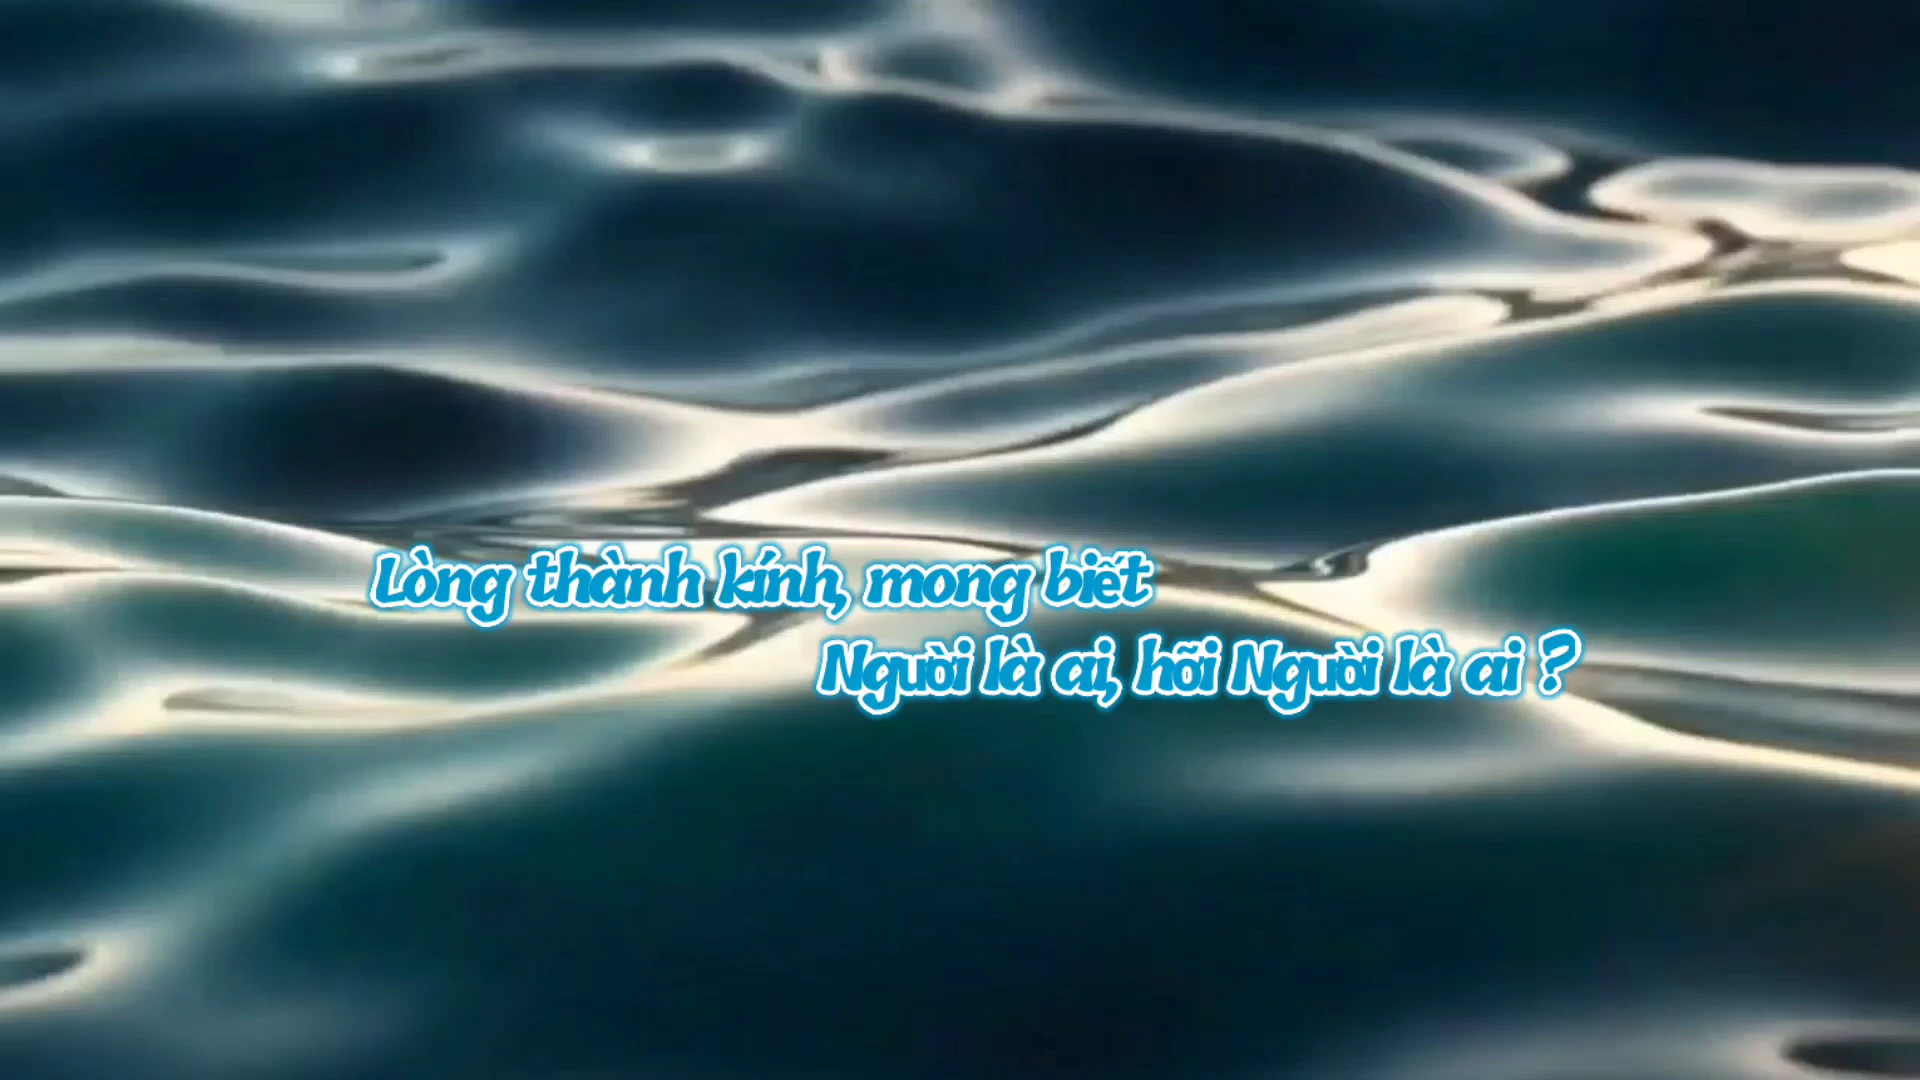 Lòng thành kính, mong biết
Người là ai, hỡi Người là ai ?